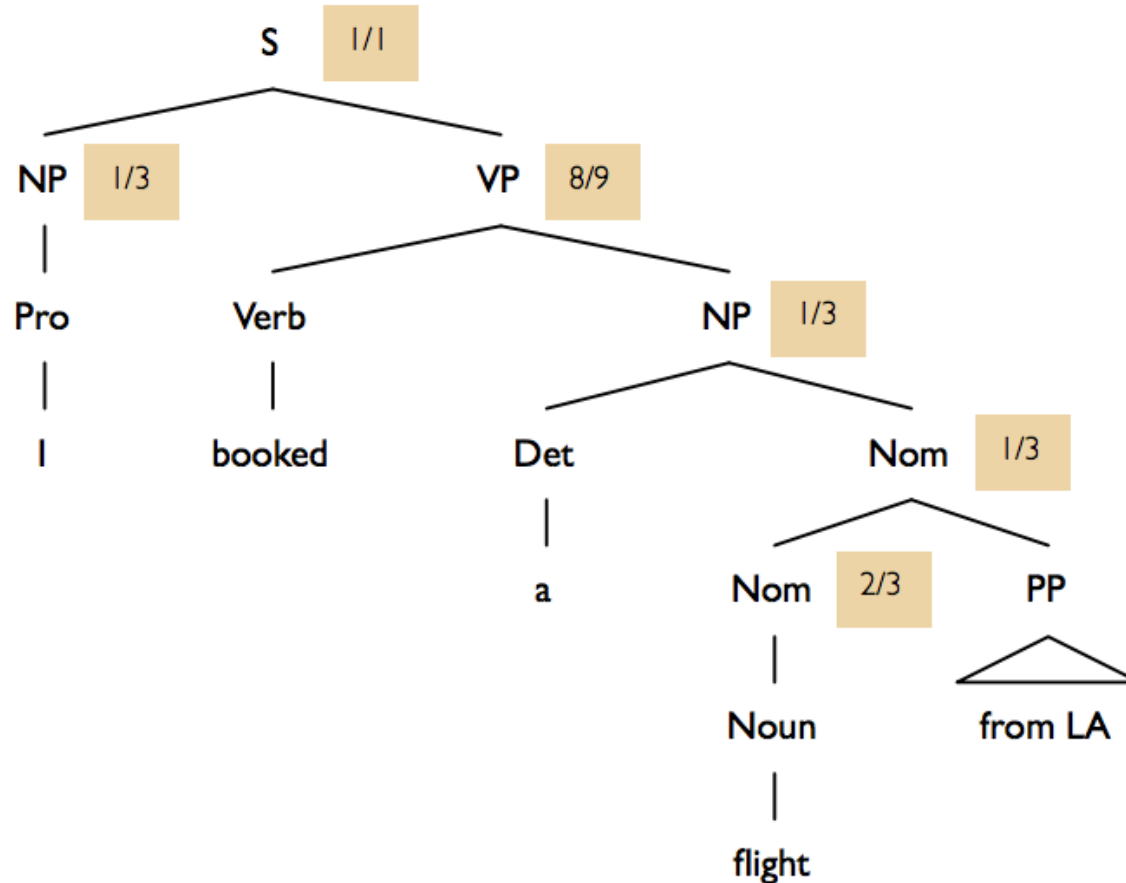 S 1/1
NP 1/3 VP 8/9
Pro Verb NP 1/3
I booked Det Nom 1/3
a Nom 2/3 PP
Noun from LA
flight